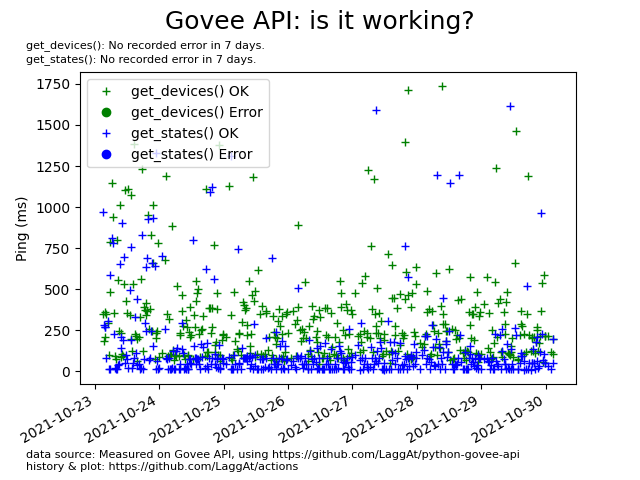 Govee API: is it working?
get_devices(): No recorded error in 7 days.
get_states(): No recorded error in 7 days.
get_devices() OK
get_devices() Error
get_states() OK
get_states() Error
Ping (ms)
1750
1500
1250
1000
750
500
250
0
2021-10-23
2021-10-24
2021-10-25
2021-10-26
2021-10-27
2021-10-28
2021-10-29
2021-10-30
data source: Measured on Govee API, using https://github.com/LaggAt/python-govee-api
history & plot: https://github.com/LaggAt/actions